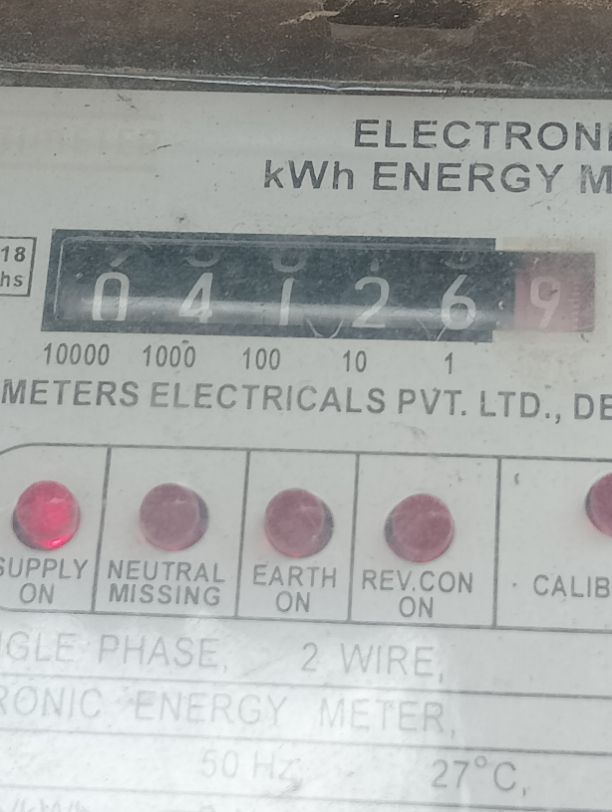 ELECTRONI
kWh ENERGY M
18
hs
0 4 1 2 6 9
10000 1000 100 10 1
METERS ELECTRICALS PVT. LTD., DE
SUPPLY ON
NEUTRAL MISSING
EARTH ON
REV.CON ON
CALIB
GLE PHASE, 2 WIRE,
RONIC ENERGY METER,
50 Hz, 27°C,